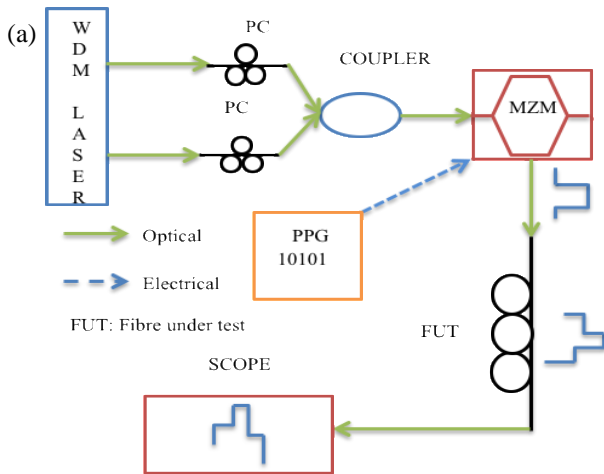 (a)
WDM LASER
PC
PC
COUPLER
MZM
PPG
10101
Optical
Electrical
FUT: Fibre under test
FUT
SCOPE